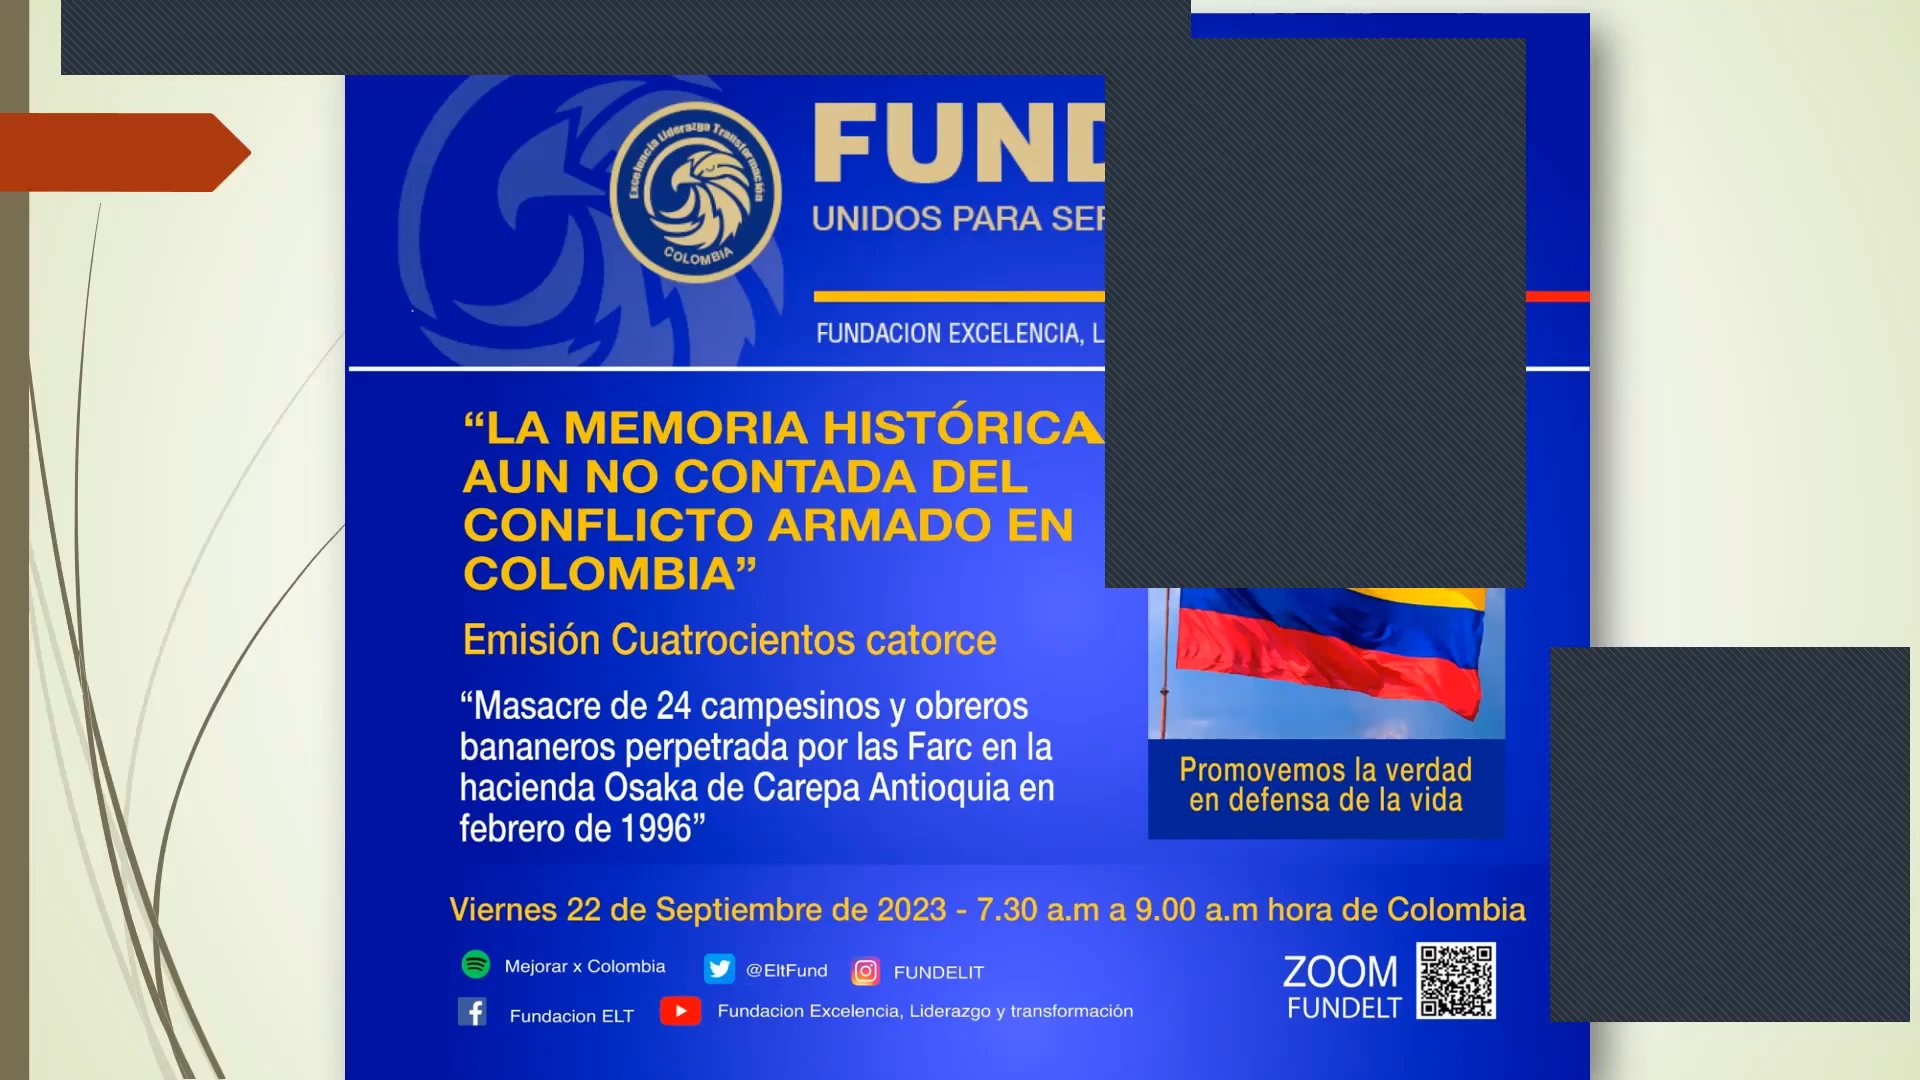 Excelencia Liderazgo Transformación
COLOMBIA
UNIDOS PARA
FUNDACION EXCELENCIA,
“LA MEMORIA HISTÓRICA
AUN NO CONTADA DEL
CONFLICTO ARMADO EN
COLOMBIA”
Emisión Cuatrocientos catorce
“Masacre de 24 campesinos y obreros
bananeros perpetrada por las Farc en la
hacienda Osaka de Carepa Antioquia en
febrero de 1996”
Promovemos la verdad
en defensa de la vida
Viernes 22 de Septiembre de 2023 - 7.30 a.m a 9.00 a.m hora de Colombia
Mejorar x Colombia
@EltFund
FUNDELIT
Fundacion ELT
Fundacion Excelencia, Liderazgo y transformación
ZOOM
FUNDELT